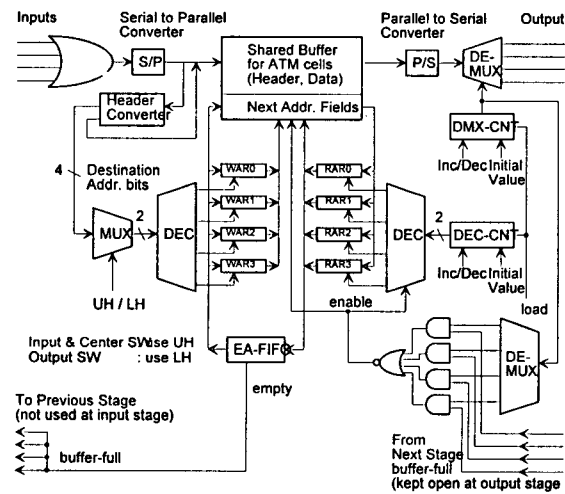 Inputs
Serial to Parallel
Converter
S/P
Shared Buffer
for ATM cells
(Header, Data)
Next Addr. Fields
Parallel to Serial
Converter
P/S
Output
DE-
MUX
Header
Converter
DMX-CNT
Inc/Dec Initial
Value
4
Destination
Addr. bits
MUX
2
DEC
UH / LH
WAR0
WAR1
WAR2
WAR3
RAR0
RAR1
RAR2
RAR3
DEC
2
DEC-CNT
Inc/Dec Initial
Value
load
enable
Input & Center SW: use UH
Output SW : use LH
EA-FIFO
empty
DE-
MUX
To Previous Stage
(not used at input stage)
buffer-full
From
Next Stage
buffer-full
(kept open at output stage